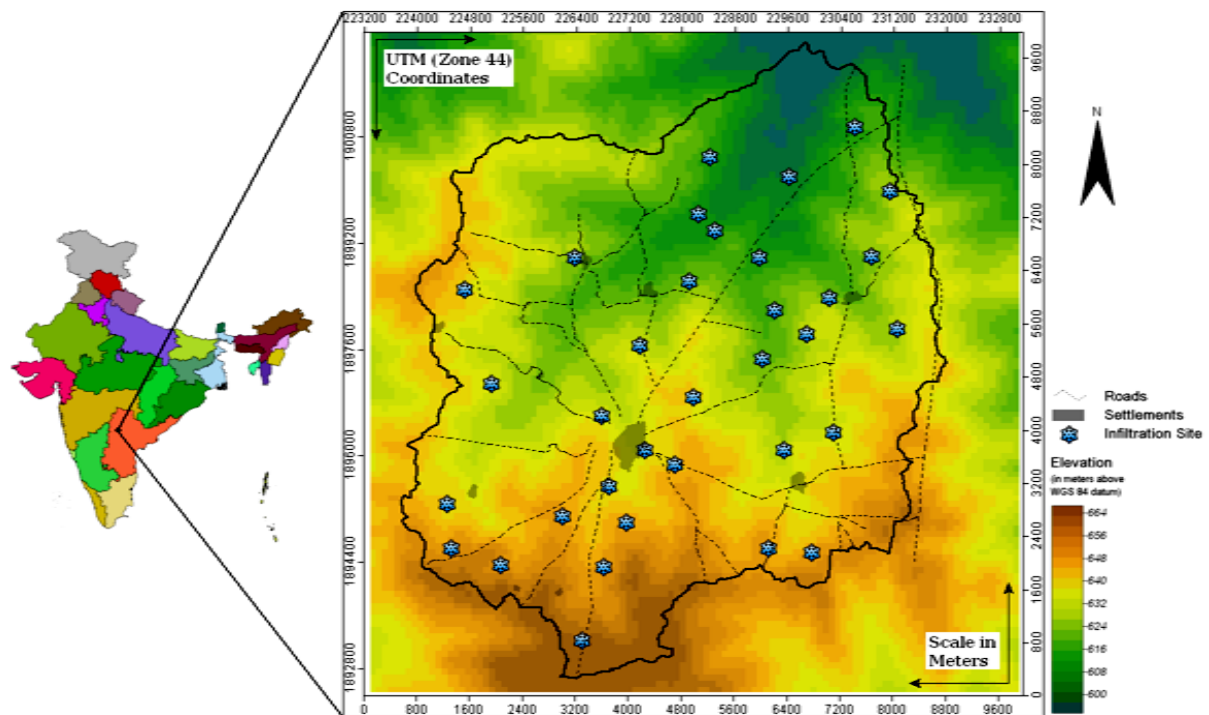 223200 224000 224800 225600 226400 227200 228000 228800 229600 230400 231200 232000 232800
UTM (Zone 44)
Coordinates
1900800
1899200
1897600
1896000
1894400
1892800
9600
8800
8000
7200
6400
5600
4800
4000
3200
2400
1600
800
0
N
Roads
Settlements
Infiltration Site
Elevation
(in meters above
WGS 84 datum)
664
656
648
640
632
624
616
608
600
Scale in
Meters
0 800 1600 2400 3200 4000 4800 5600 6400 7200 8000 8800 9600